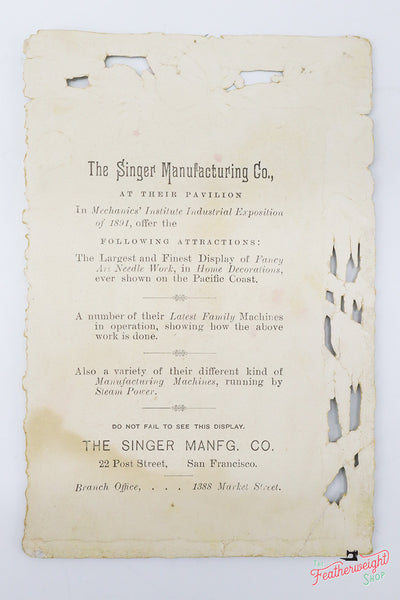 The Singer Manufacturing Co.,
AT THEIR PAVILION
In Mechanics' Institute Industrial Exposition
of 1891, offer the
FOLLOWING ATTRACTIONS:
The Largest and Finest Display of Fancy
Art Needle Work, in Home Decorations,
ever shown on the Pacific Coast.
A number of their Latest Family Machines
in operation, showing how the above
work is done.
Also a variety of their different kind of
Manufacturing Machines, running by
Steam Power.
DO NOT FAIL TO SEE THIS DISPLAY.
THE SINGER MANFG. CO.
22 Post Street, San Francisco.
Branch Office, . . . 1388 Market Street.
THE
Featherweight
SHOP